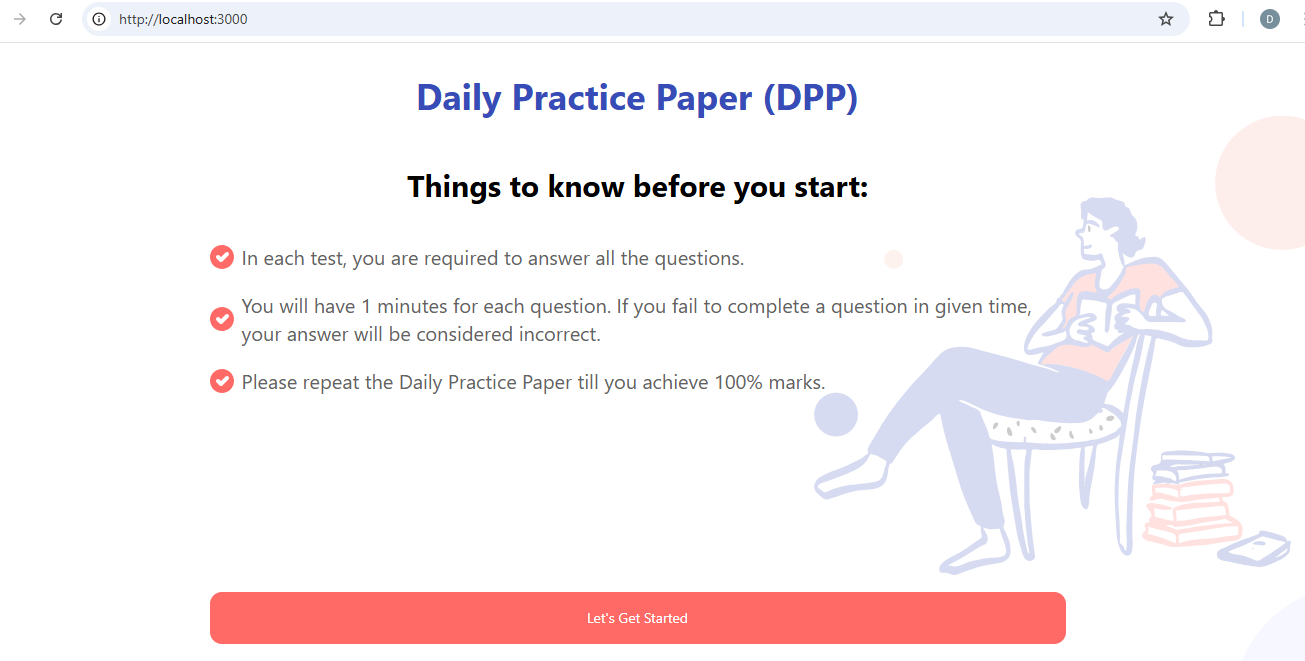 http://localhost:3000
D
Daily Practice Paper (DPP)
Things to know before you start:
In each test, you are required to answer all the questions.
You will have 1 minutes for each question. If you fail to complete a question in given time,
your answer will be considered incorrect.
Please repeat the Daily Practice Paper till you achieve 100% marks.
Let's Get Started